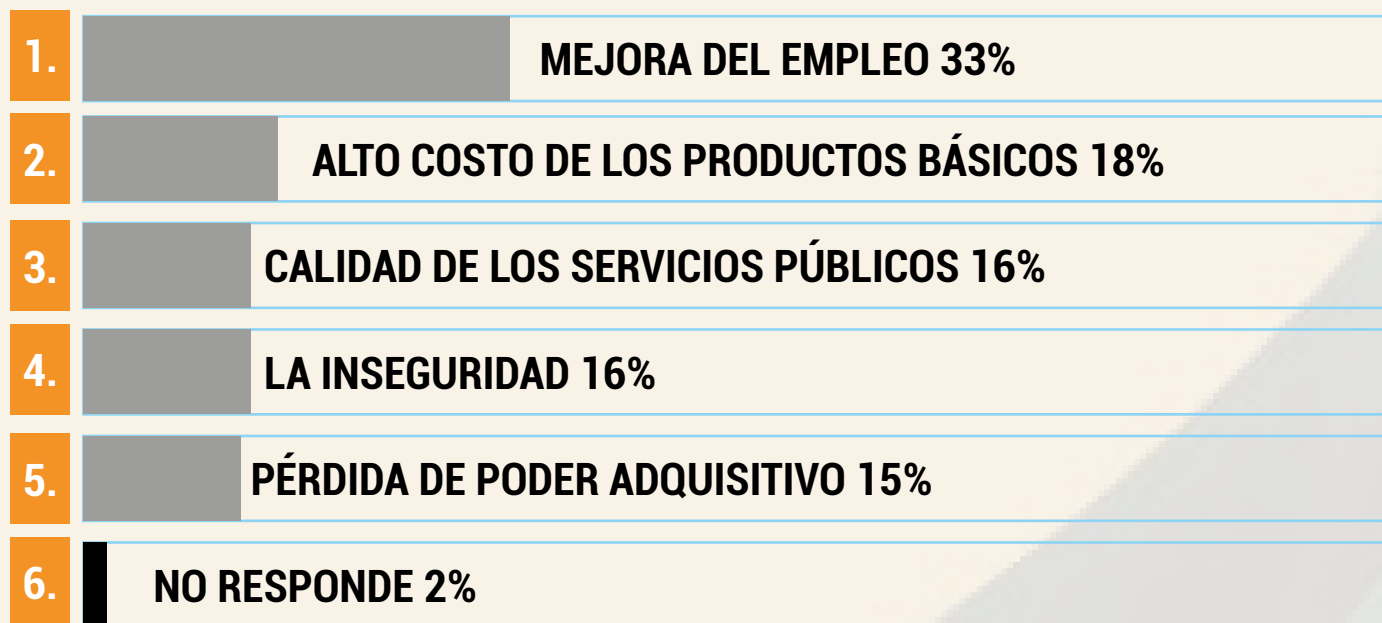 1. MEJORA DEL EMPLEO 33%
2. ALTO COSTO DE LOS PRODUCTOS BÁSICOS 18%
3. CALIDAD DE LOS SERVICIOS PÚBLICOS 16%
4. LA INSEGURIDAD 16%
5. PÉRDIDA DE PODER ADQUISITIVO 15%
6. NO RESPONDE 2%